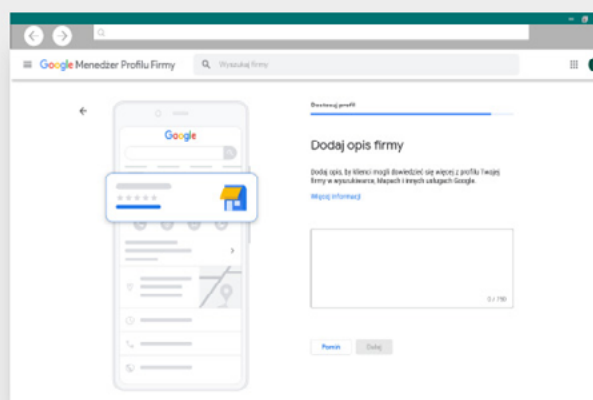 Google Menedżer Profilu Firmy
Wyszukaj firmy
Dostosuj profil
Google
Dodaj opis firmy
Dodaj opis, by klienci mogli dowiedzieć się więcej z profilu Twojej
firmy w wyszukiwarce, Mapach i innych usługach Google.
Więcej informacji
0 / 750
Pomiń
Dodaj